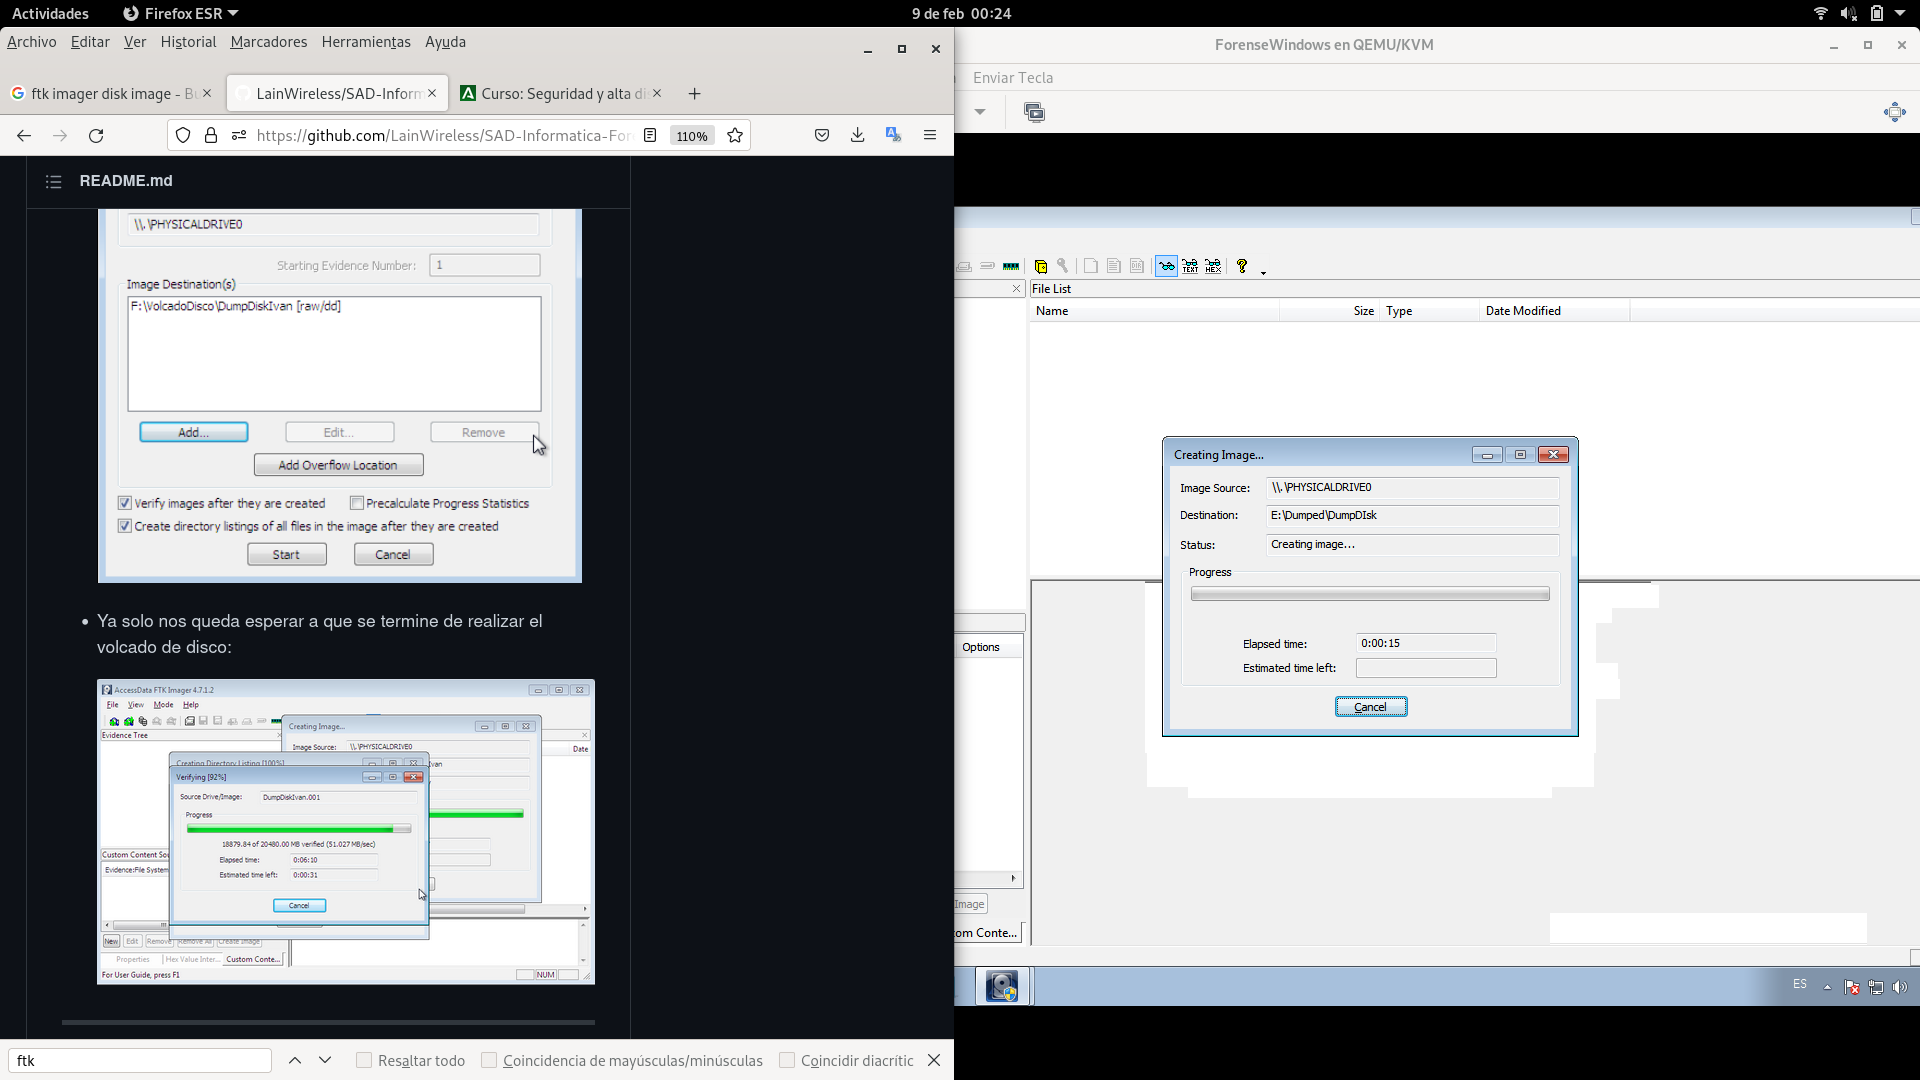 Actividades
Firefox ESR
9 de feb 00:24
Archivo Editar Ver Historial Marcadores Herramientas Ayuda
ftk imager disk image - Bu
LainWireless/SAD-Inform
Curso: Seguridad y alta dis
https://github.com/LainWireless/SAD-Informatica-For
110%
README.md
\\.\PHYSICALDRIVE0
Starting Evidence Number: 1
Image Destination(s)
F:\VolcadoDisco\DumpDiskIvan [raw/dd]
Add... Edit... Remove
Add Overflow Location
Verify images after they are created
Precalculate Progress Statistics
Create directory listings of all files in the image after they are created
Start Cancel
Ya solo nos queda esperar a que se termine de realizar el
volcado de disco:
AccessData FTK Imager 4.7.1.2
File View Mode Help
Evidence Tree
Creating Image...
Image Source: \\.\PHYSICALDRIVE0
Date
Creating Directory Listing [100%]
Verifying [92%]
Source Drive/Image: DumpDiskIvan.001
Progress
18879.84 of 20480.00 MB verified (51.027 MB/sec)
Elapsed time: 0:06:10
Estimated time left: 0:00:31
Cancel
Custom Content Sou
Evidence:File System
New Edit Remove Remove All Create Image
Properties Hex Value Inter... Custom Conte...
For User Guide, press F1
NUM
ftk
Resaltar todo
Coincidencia de mayúsculas/minúsculas
Coincidir diacrític
ForenseWindows en QEMU/KVM
Enviar Tecla
TEXT
HEX
File List
Name Size Type Date Modified
Options
Image
om Conte...
Creating Image...
Image Source: \\.\PHYSICALDRIVE0
Destination: E:\Dumped\DumpDIsk
Status: Creating image...
Progress
Elapsed time: 0:00:15
Estimated time left:
Cancel
ES